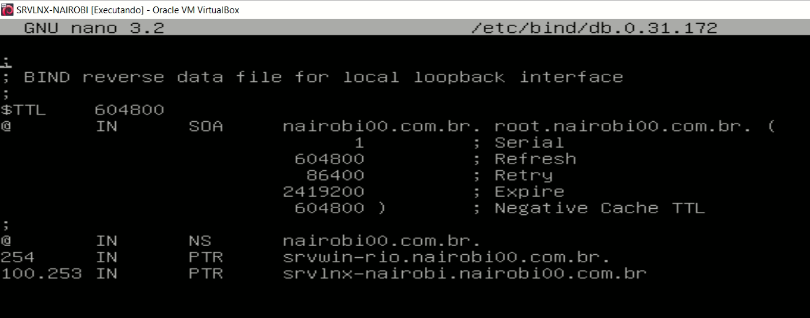 SRVLNX-NAIROBI [Executando] - Oracle VM VirtualBox
GNU nano 3.2 /etc/bind/db.0.31.172
;
; BIND reverse data file for local loopback interface
;
$TTL 604800
@ IN SOA nairobi00.com.br. root.nairobi00.com.br. (
1 ; Serial
604800 ; Refresh
86400 ; Retry
2419200 ; Expire
604800 ) ; Negative Cache TTL
;
@ IN NS nairobi00.com.br.
254 IN PTR srvwin-rio.nairobi00.com.br.
100.253 IN PTR srvlnx-nairobi.nairobi00.com.br